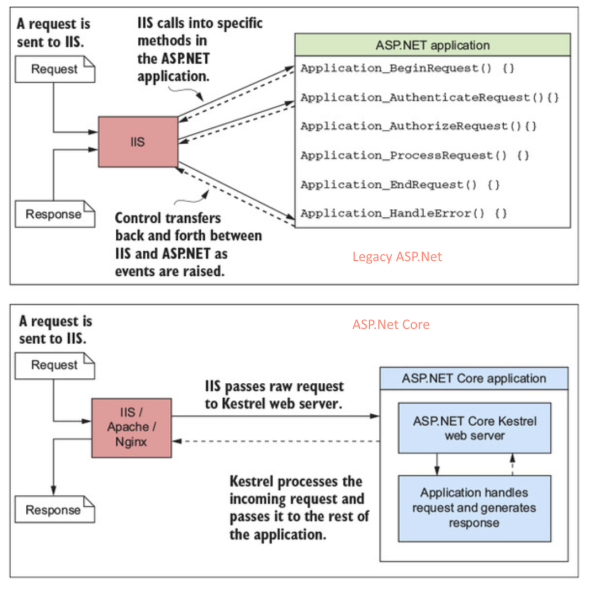 A request is
sent to IIS.
Request
IIS
Response
IIS calls into specific
methods in
the ASP.NET
application.
Control transfers
back and forth between
IIS and ASP.NET as
events are raised.
ASP.NET application
Application_BeginRequest() {}
Application_AuthenticateRequest(){}
Application_AuthorizeRequest(){}
Application_ProcessRequest() {}
Application_EndRequest() {}
Application_HandleError() {}
Legacy ASP.Net
ASP.Net Core
A request is
sent to IIS.
Request
IIS /
Apache /
Nginx
Response
IIS passes raw request
to Kestrel web server.
Kestrel processes the
incoming request and
passes it to the rest of
the application.
ASP.NET Core application
ASP.NET Core Kestrel
web server
Application handles
request and generates
response